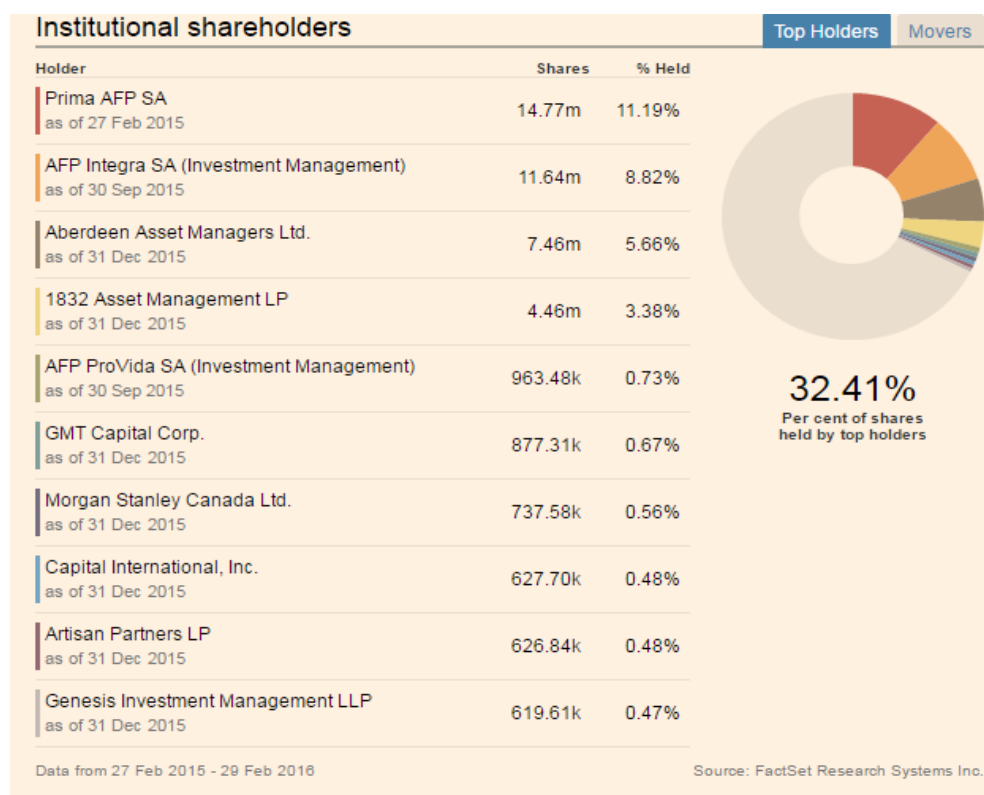 Institutional shareholders
Top Holders Movers
Holder Shares % Held
Prima AFP SA
as of 27 Feb 2015
14.77m 11.19%
AFP Integra SA (Investment Management)
as of 30 Sep 2015
11.64m 8.82%
Aberdeen Asset Managers Ltd.
as of 31 Dec 2015
7.46m 5.66%
1832 Asset Management LP
as of 31 Dec 2015
4.46m 3.38%
AFP ProVida SA (Investment Management)
as of 30 Sep 2015
963.48k 0.73%
GMT Capital Corp.
as of 31 Dec 2015
877.31k 0.67%
Morgan Stanley Canada Ltd.
as of 31 Dec 2015
737.58k 0.56%
Capital International, Inc.
as of 31 Dec 2015
627.70k 0.48%
Artisan Partners LP
as of 31 Dec 2015
626.84k 0.48%
Genesis Investment Management LLP
as of 31 Dec 2015
619.61k 0.47%
32.41%
Per cent of shares
held by top holders
Data from 27 Feb 2015 - 29 Feb 2016
Source: FactSet Research Systems Inc.